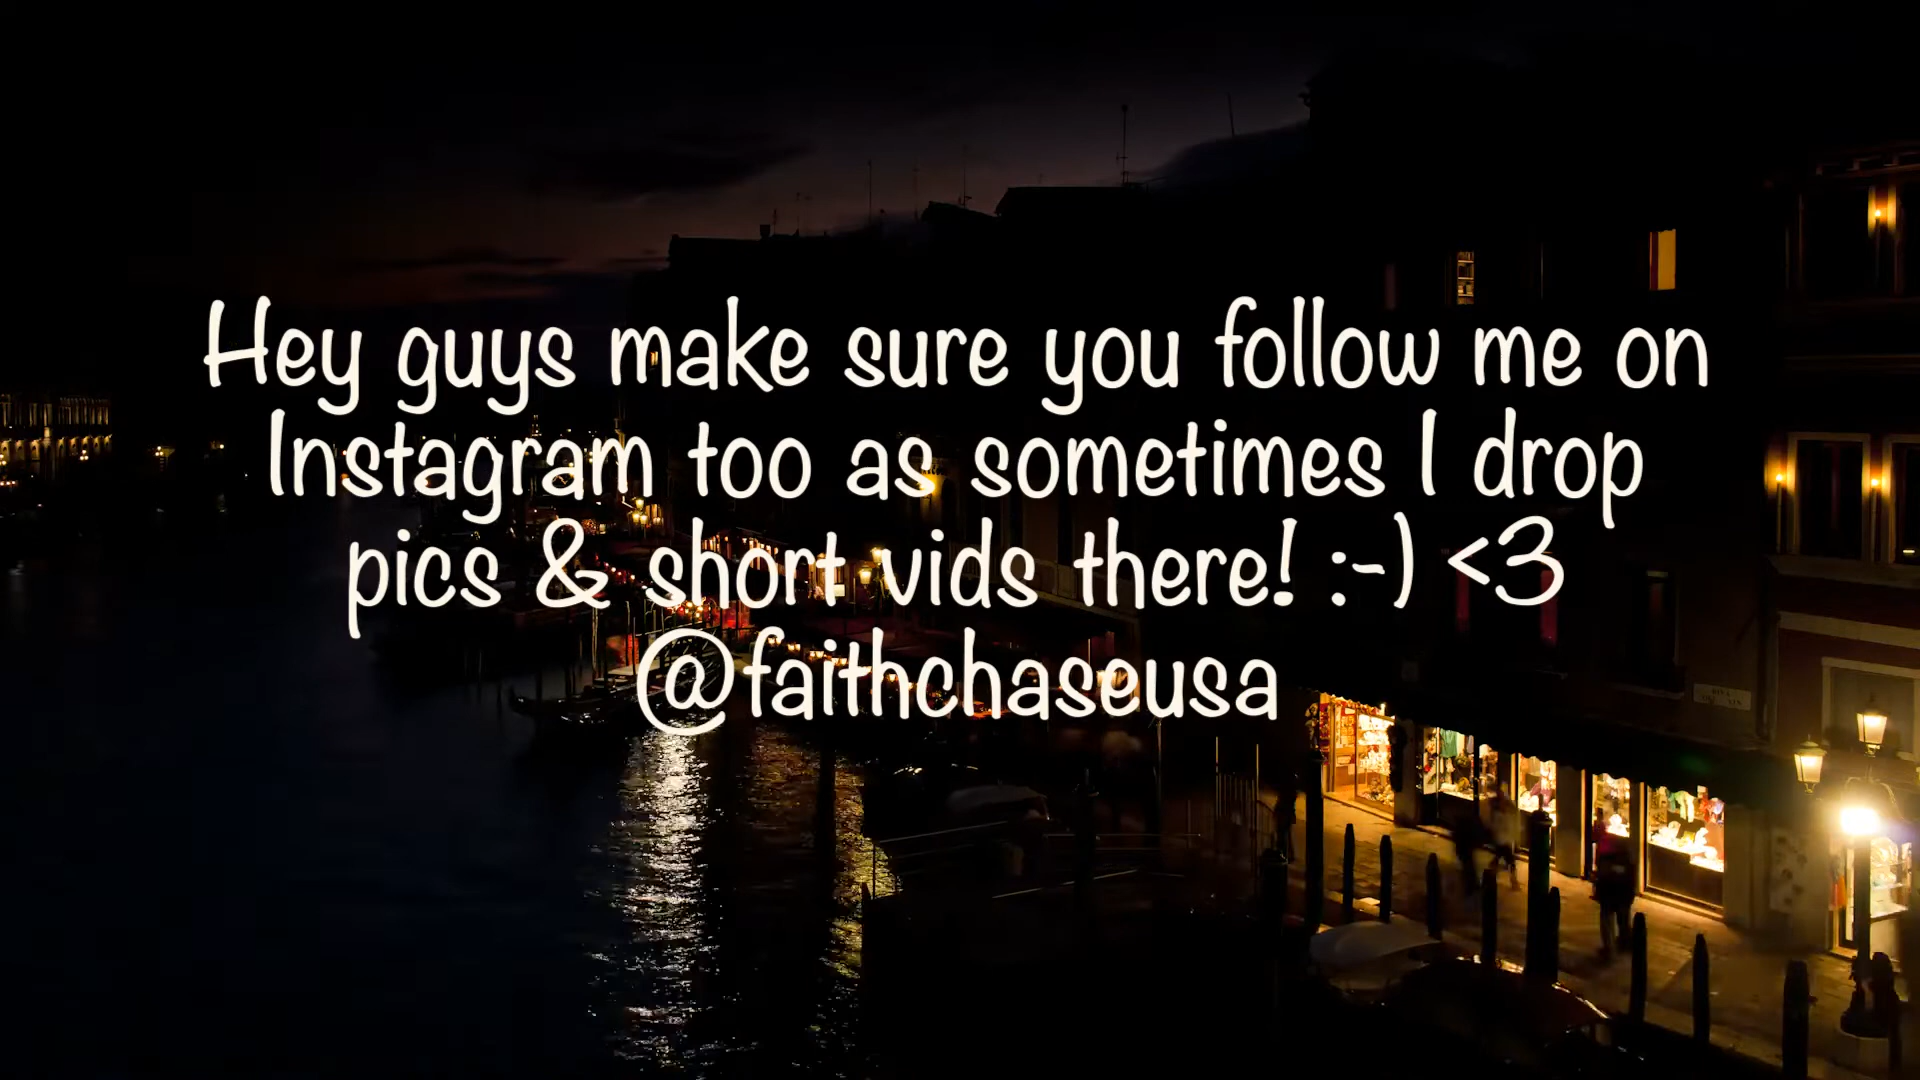 Hey guys make sure you follow me on
Instagram too as sometimes I drop
pics & short vids there! :-) <3
@faithchaseusa